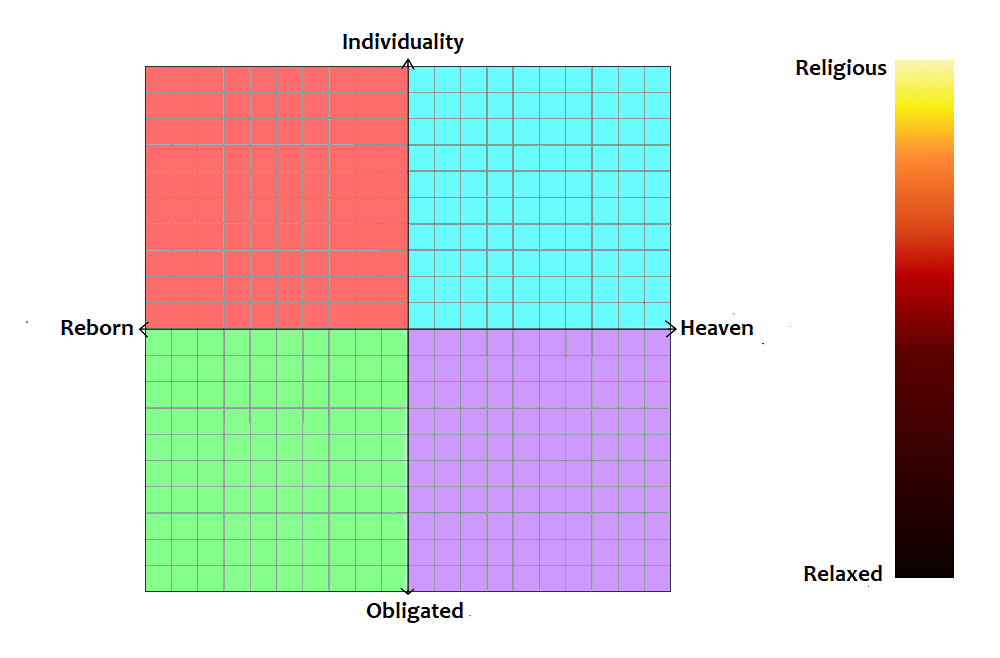 Individuality
Religious
Reborn
Heaven
Relaxed
Obligated